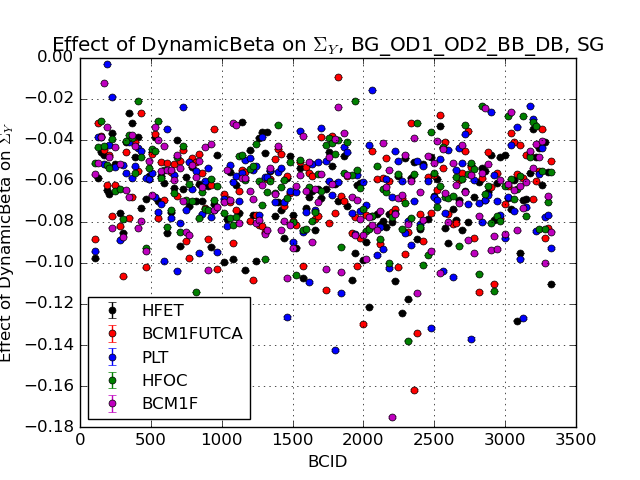 Effect of DynamicBeta on Σ_Y, BG_OD1_OD2_BB_DB, SG
Effect of DynamicBeta on Σ_Y
0.00
−0.02
−0.04
−0.06
−0.08
−0.10
−0.12
−0.14
−0.16
−0.18
HFET
BCM1FUTCA
PLT
HFOC
BCM1F
0 500 1000 1500 2000 2500 3000 3500
BCID